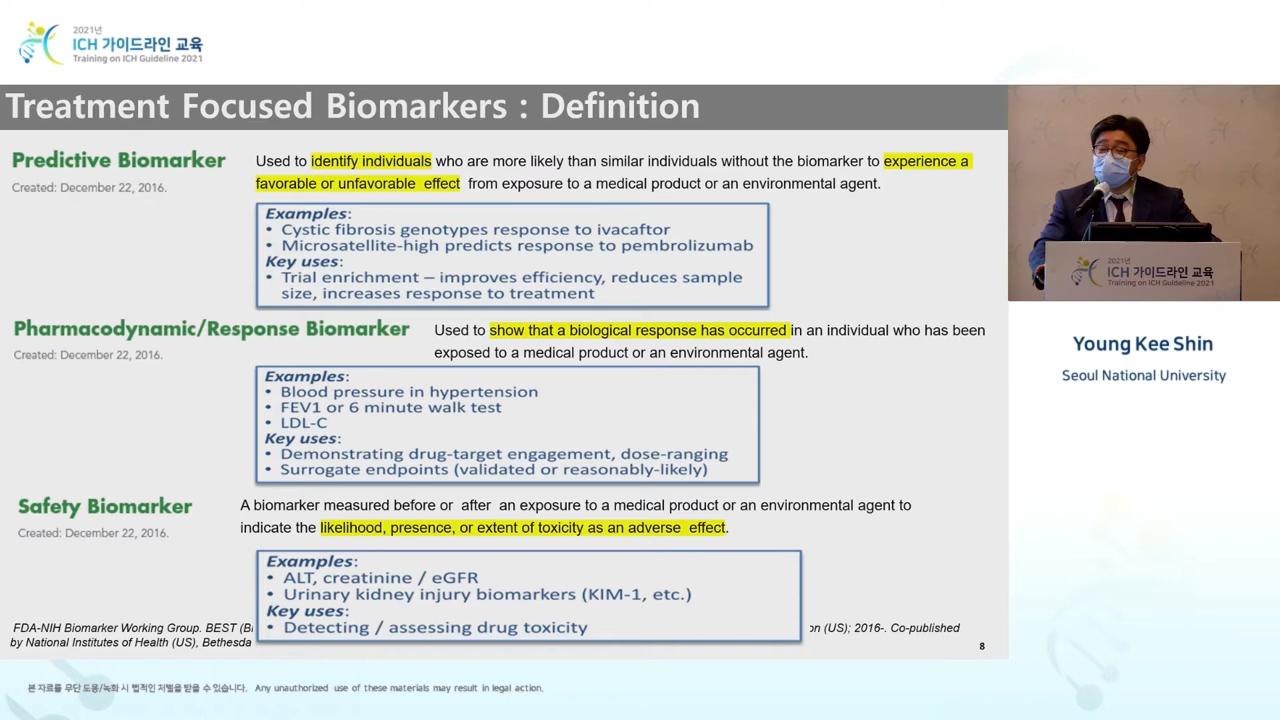 2021년
ICH 가이드라인 교육
Training on ICH Guideline 2021
Treatment Focused Biomarkers : Definition
Predictive Biomarker
Created: December 22, 2016.
Used to identify individuals who are more likely than similar individuals without the biomarker to experience a
favorable or unfavorable effect from exposure to a medical product or an environmental agent.
Examples:
• Cystic fibrosis genotypes response to ivacaftor
• Microsatellite-high predicts response to pembrolizumab
Key uses:
• Trial enrichment – improves efficiency, reduces sample
size, increases response to treatment
Pharmacodynamic/Response Biomarker
Created: December 22, 2016.
Used to show that a biological response has occurred in an individual who has been
exposed to a medical product or an environmental agent.
Examples:
• Blood pressure in hypertension
• FEV1 or 6 minute walk test
• LDL-C
Key uses:
• Demonstrating drug-target engagement, dose-ranging
• Surrogate endpoints (validated or reasonably-likely)
Safety Biomarker
Created: December 22, 2016.
A biomarker measured before or after an exposure to a medical product or an environmental agent to
indicate the likelihood, presence, or extent of toxicity as an adverse effect.
Examples:
• ALT, creatinine / eGFR
• Urinary kidney injury biomarkers (KIM-1, etc.)
Key uses:
• Detecting / assessing drug toxicity
FDA-NIH Biomarker Working Group. BEST (B on (US); 2016-. Co-published
by National Institutes of Health (US), Bethesda
8
2021년
ICH 가이드라인 교육
Training on ICH Guideline 2021
Young Kee Shin
Seoul National University
본 자료를 무단 도용/녹화 시 법적인 처벌을 받을 수 있습니다. Any unauthorized use of these materials may result in legal action.